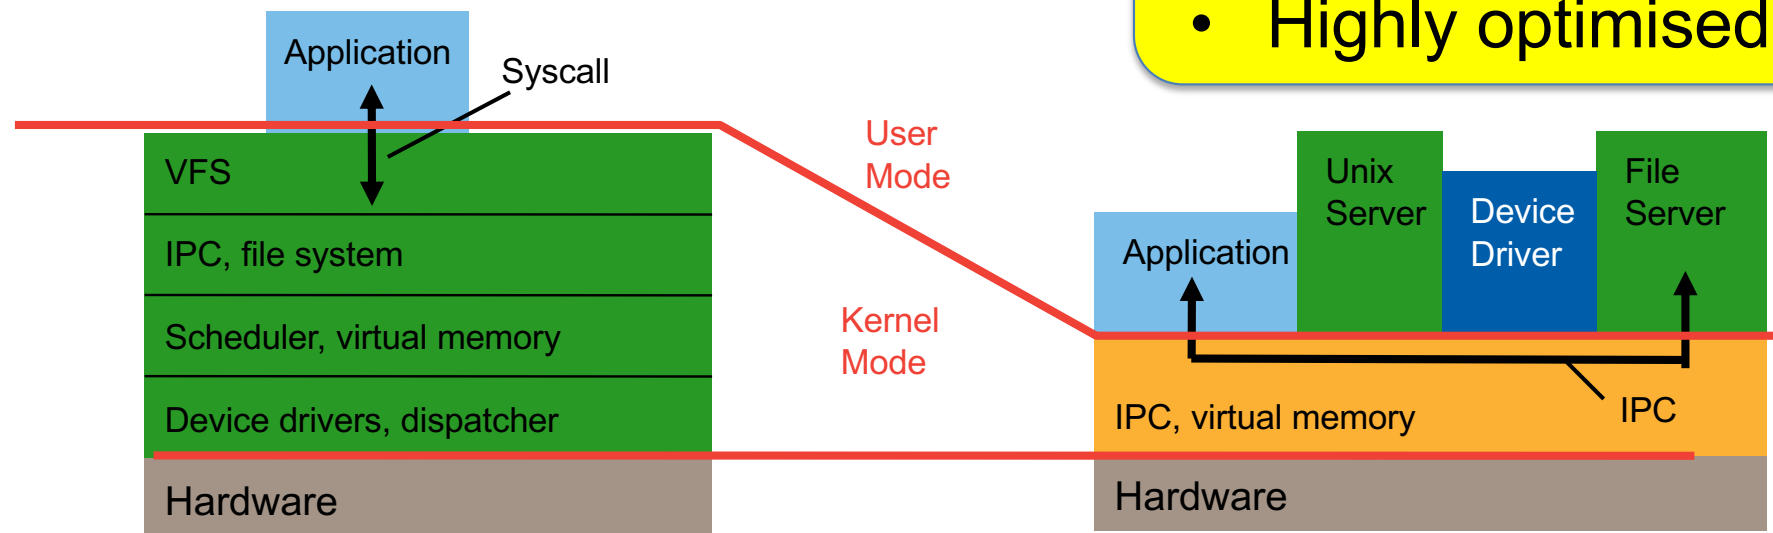 • Highly optimised
Application
Syscall
VFS
IPC, file system
Scheduler, virtual memory
Device drivers, dispatcher
Hardware
User
Mode
Kernel
Mode
Application
Unix
Server
Device
Driver
File
Server
IPC, virtual memory
IPC
Hardware